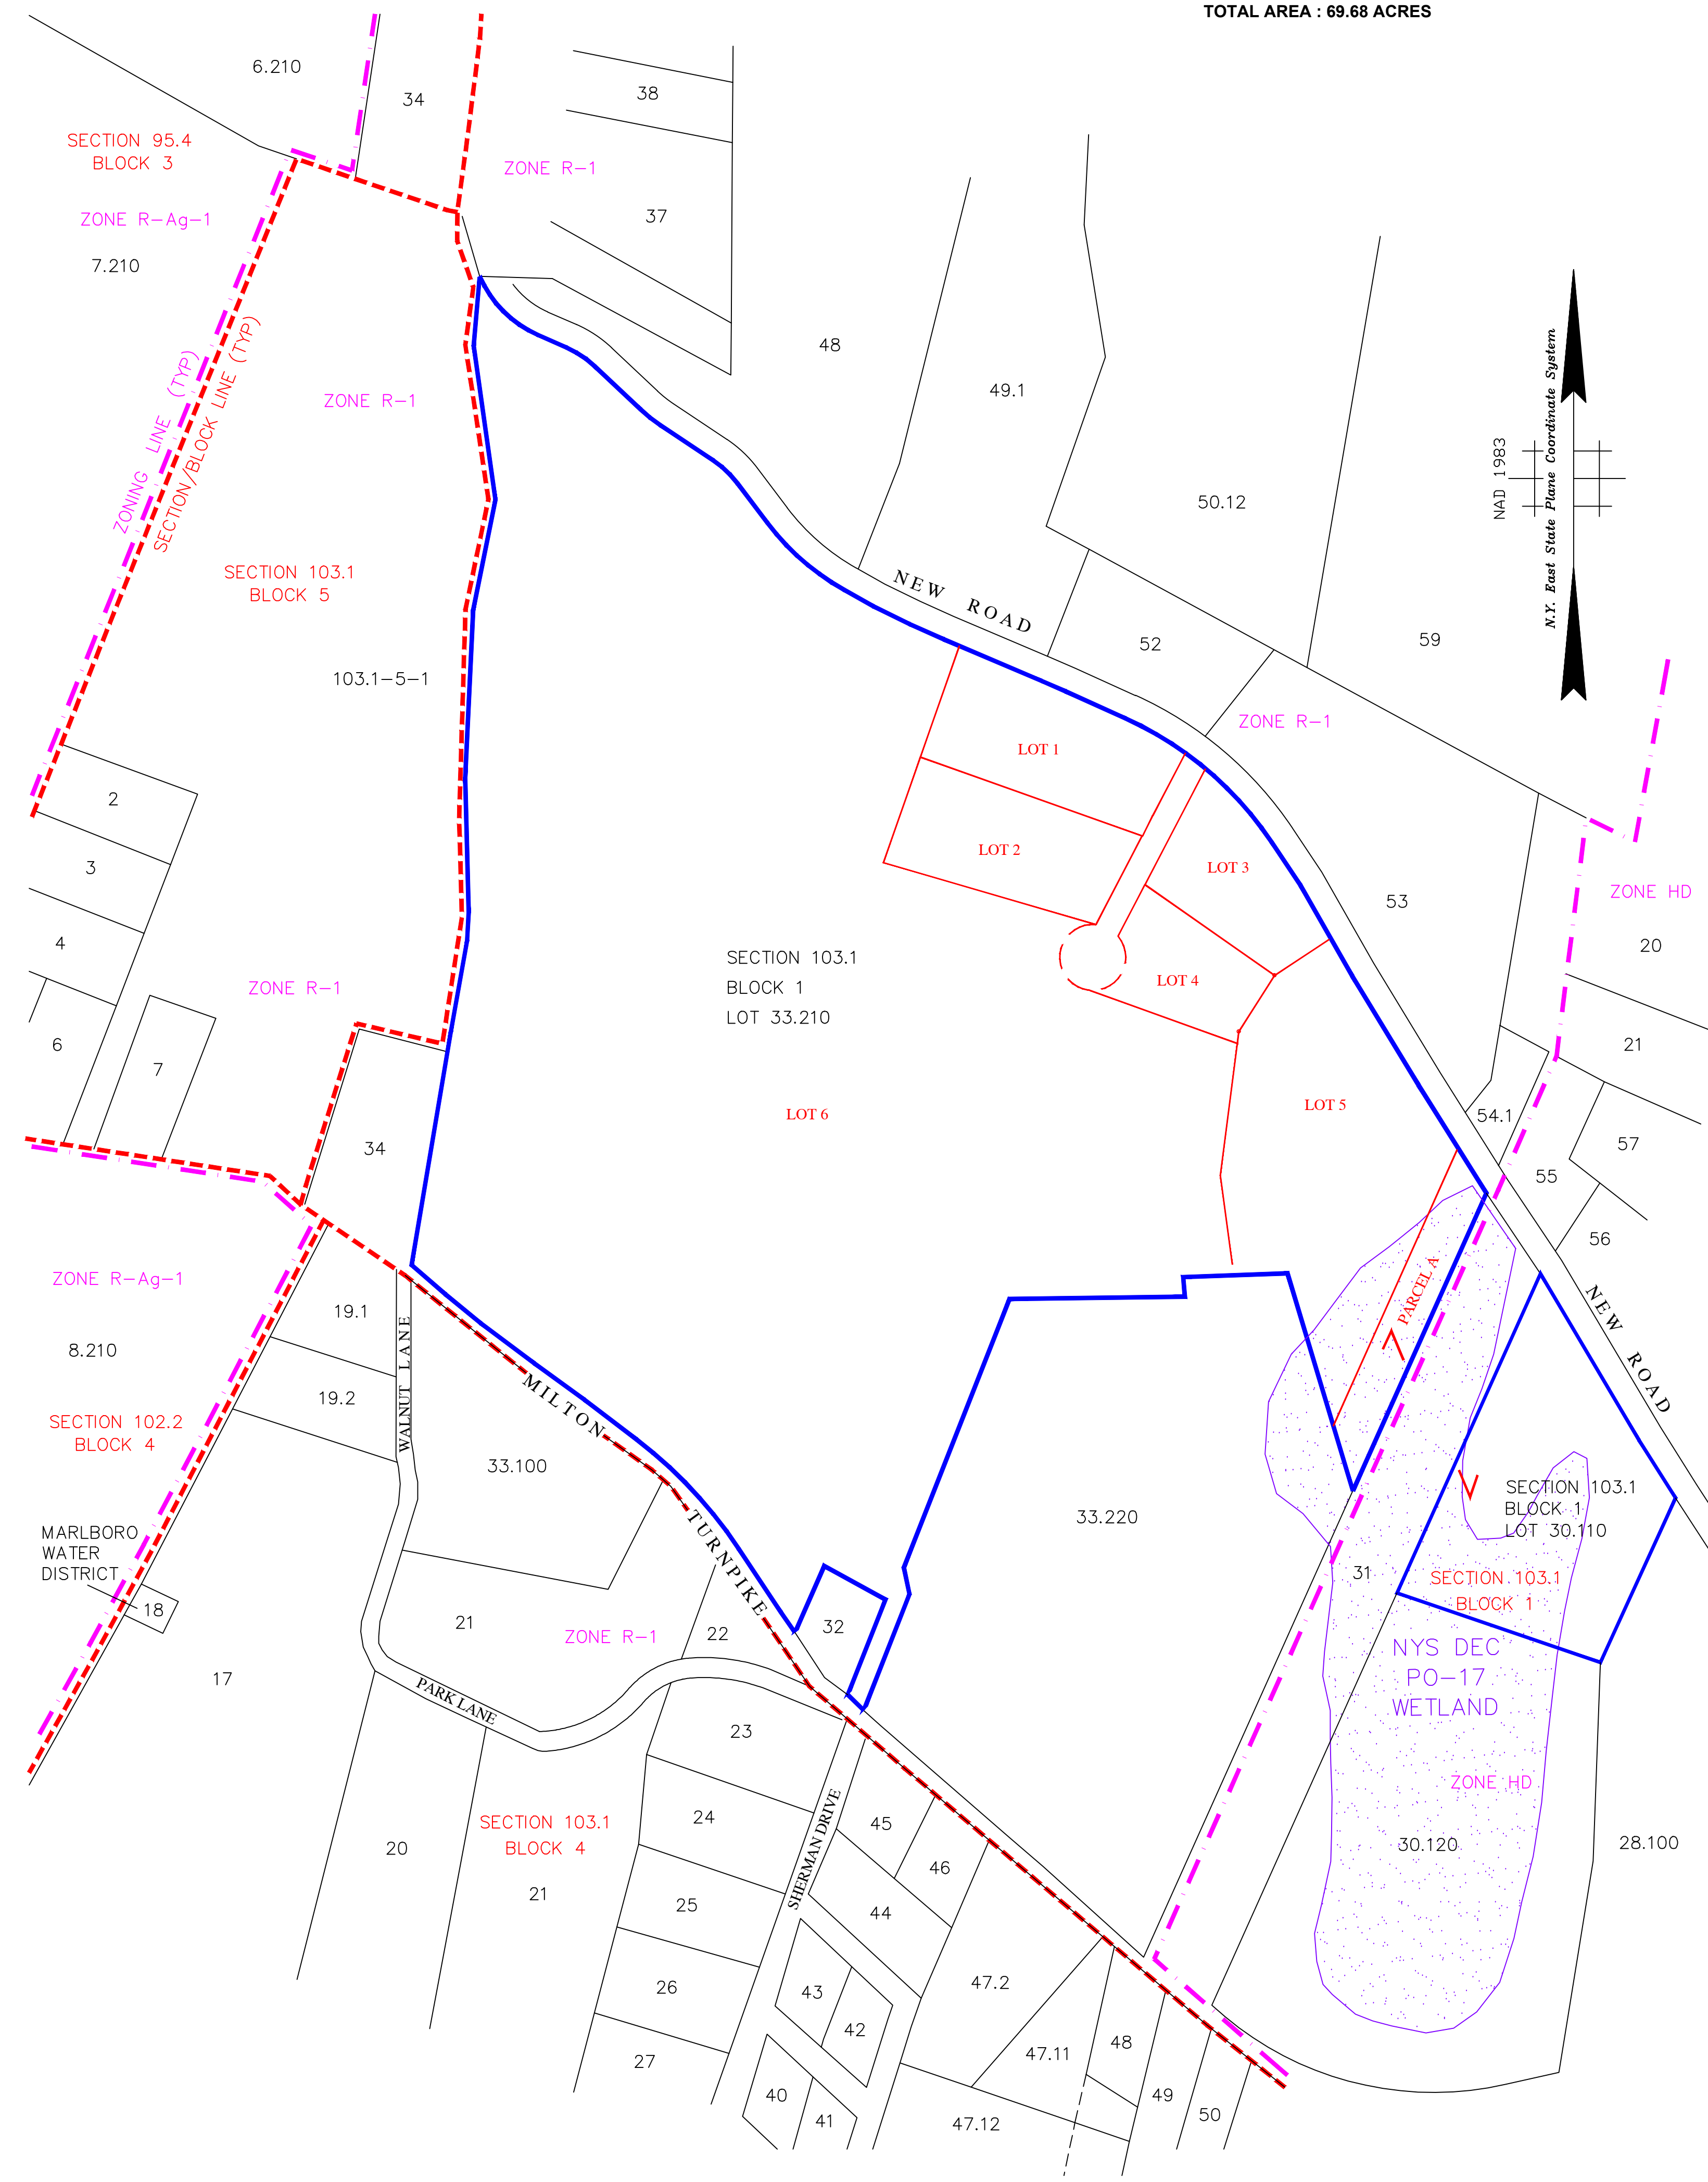 TOTAL AREA : 69.68 ACRES
6.210
34
38
SECTION 95.4
BLOCK 3
ZONE R-1
ZONE R-Ag-1
37
7.210
48
49.1
ZONE R-1
ZONING LINE (TYP)
SECTION/BLOCK LINE (TYP)
NAD 1983
N.Y. East State Plane Coordinate System
50.12
SECTION 103.1
BLOCK 5
NEW ROAD
52
59
103.1-5-1
ZONE R-1
LOT 1
2
LOT 2
LOT 3
3
53
ZONE HD
4
20
SECTION 103.1
BLOCK 1
LOT 33.210
LOT 4
ZONE R-1
6
7
21
LOT 6
LOT 5
54.1
57
34
55
56
ZONE R-Ag-1
PARCEL A
NEW ROAD
19.1
8.210
WALNUT LANE
19.2
MILTON
TURNPIKE
SECTION 102.2
BLOCK 4
33.100
33.220
SECTION 103.1
BLOCK 1
LOT 30.110
MARLBORO
WATER
DISTRICT
18
31
SECTION 103.1
BLOCK 1
21
ZONE R-1
22
32
NYS DEC
PO-17
WETLAND
17
PARK LANE
23
ZONE HD
SECTION 103.1
BLOCK 4
24
SHERMAN DRIVE
45
46
30.120
28.100
20
21
25
44
26
43
42
47.2
27
47.11
48
40
41
47.12
49
50